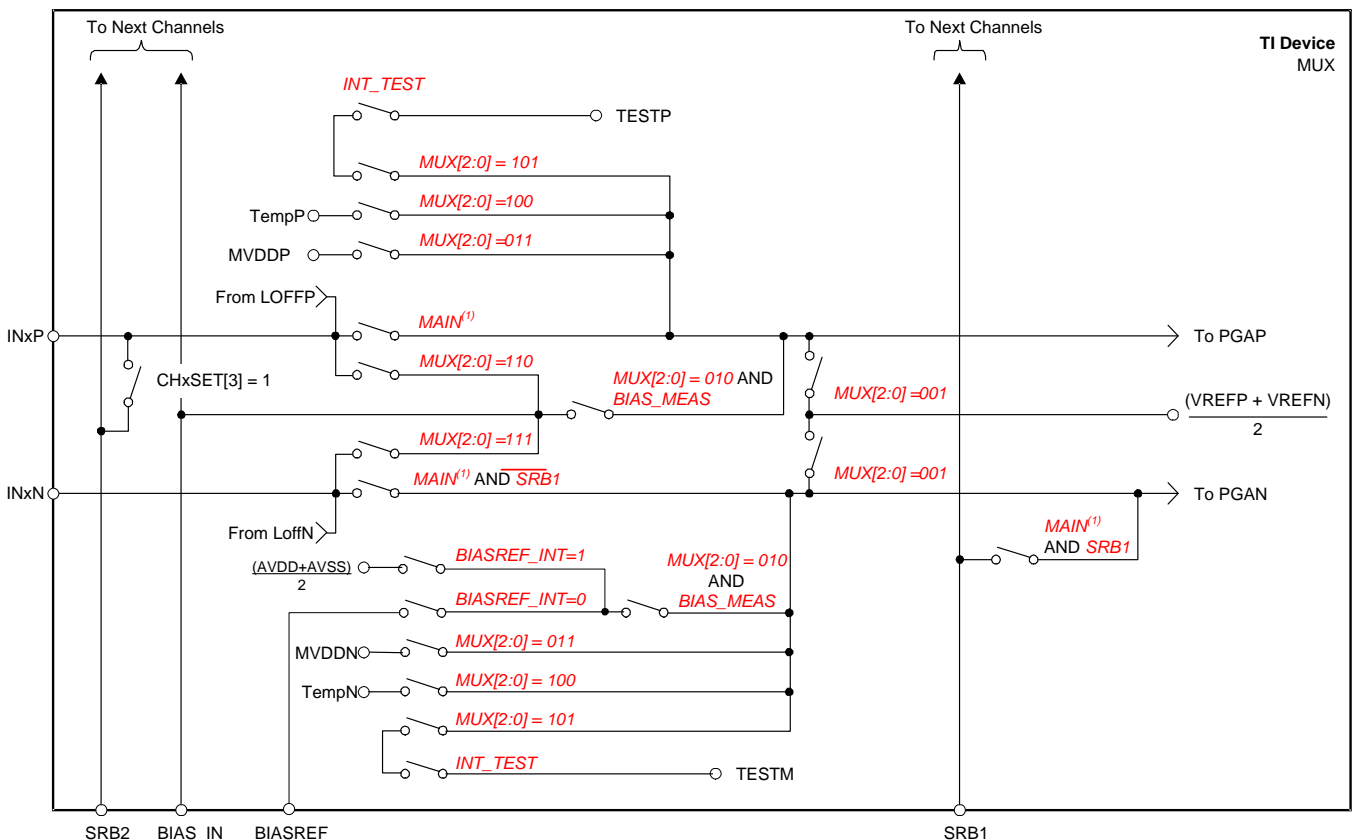 To Next Channels
To Next Channels
TI Device
MUX
INT_TEST
TESTP
MUX[2:0] = 101
TempP
MUX[2:0] =100
MVDDP
MUX[2:0] =011
From LOFFP
INxP
MAIN(1)
To PGAP
MUX[2:0] =110
CHxSET[3] = 1
MUX[2:0] = 010 AND
BIAS_MEAS
MUX[2:0] =001
(VREFP + VREFN)
2
MUX[2:0] =111
MAIN(1) AND SRB1
MUX[2:0] =001
INxN
To PGAN
From LoffN
MAIN(1)
AND SRB1
(AVDD+AVSS)
2
BIASREF_INT=1
MUX[2:0] = 010
AND
BIAS_MEAS
BIASREF_INT=0
MVDDN
MUX[2:0] = 011
TempN
MUX[2:0] = 100
MUX[2:0] = 101
INT_TEST
TESTM
SRB2
BIAS_IN
BIASREF
SRB1